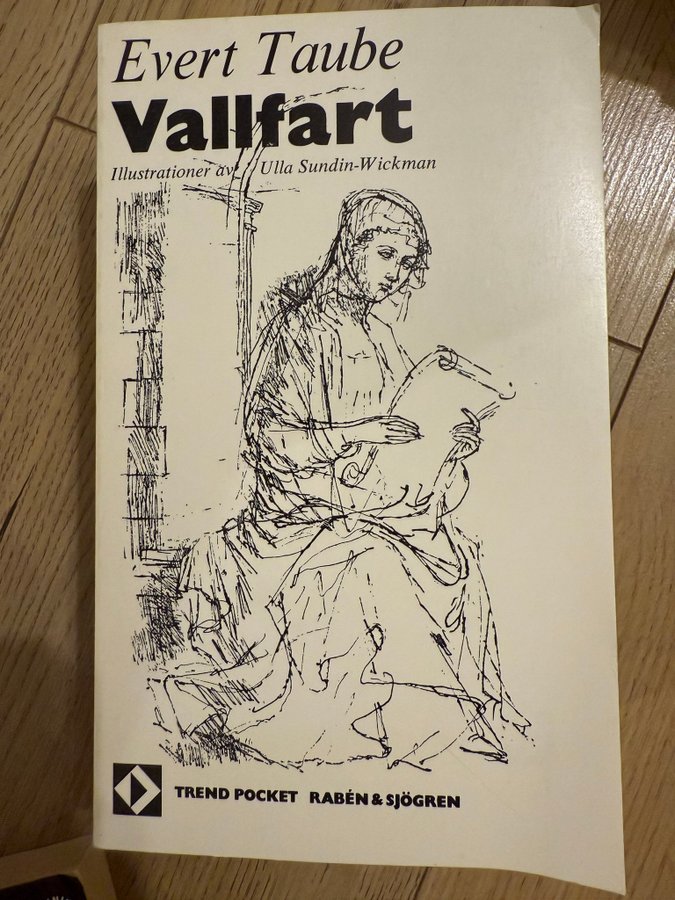 Evert Taube
Vallfart
Illustrationer av Ulla Sundin-Wickman
TREND POCKET RABÉN & SJÖGREN